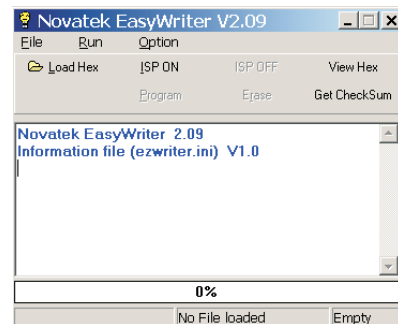 Novatek EasyWriter V2.09
File Run Option
Load Hex ISP ON ISP OFF View Hex
Program Erase Get CheckSum
Novatek EasyWriter 2.09
Information file (ezwriter.ini) V1.0
0%
No File loaded Empty